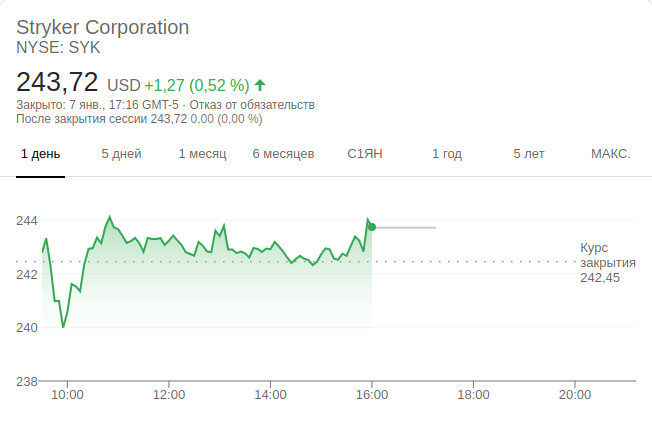 Stryker Corporation
NYSE: SYK
243,72 USD +1,27 (0,52 %)
Закрыто: 7 янв., 17:16 GMT-5 · Отказ от обязательств
После закрытия сессии 243,72 0,00 (0,00 %)
1 день 5 дней 1 месяц 6 месяцев С1ЯН 1 год 5 лет МАКС.
244
Курс
закрытия
242
242,45
240
238
10:00 12:00 14:00 16:00 18:00 20:00